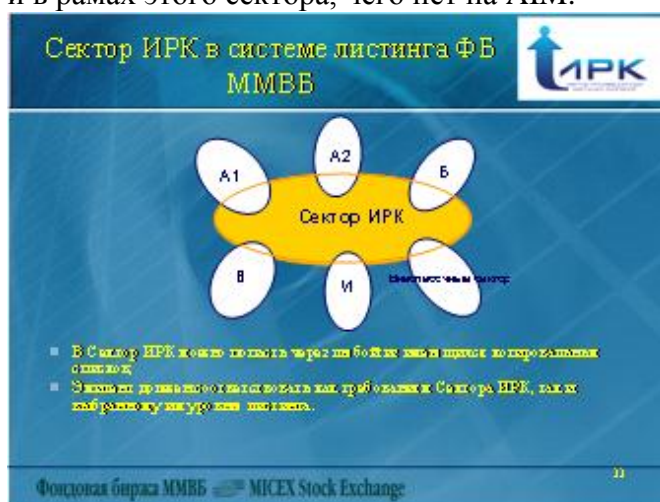 и в рамках этого сектора, чего нет на AIM.
Сектор ИРК в системе листинга ФБ
ММВБ
ИРК
А1
А2
Б
Сектор ИРК
В
И
Внесписочный сектор
В Сектор ИРК можно попасть через любой из имеющихся котировальных
списков;
Эмитент должен соответствовать как требованиям Сектора ИРК, так и
выбранному им уровню листинга.
11
Фондовая биржа ММВБ MICEX Stock Exchange